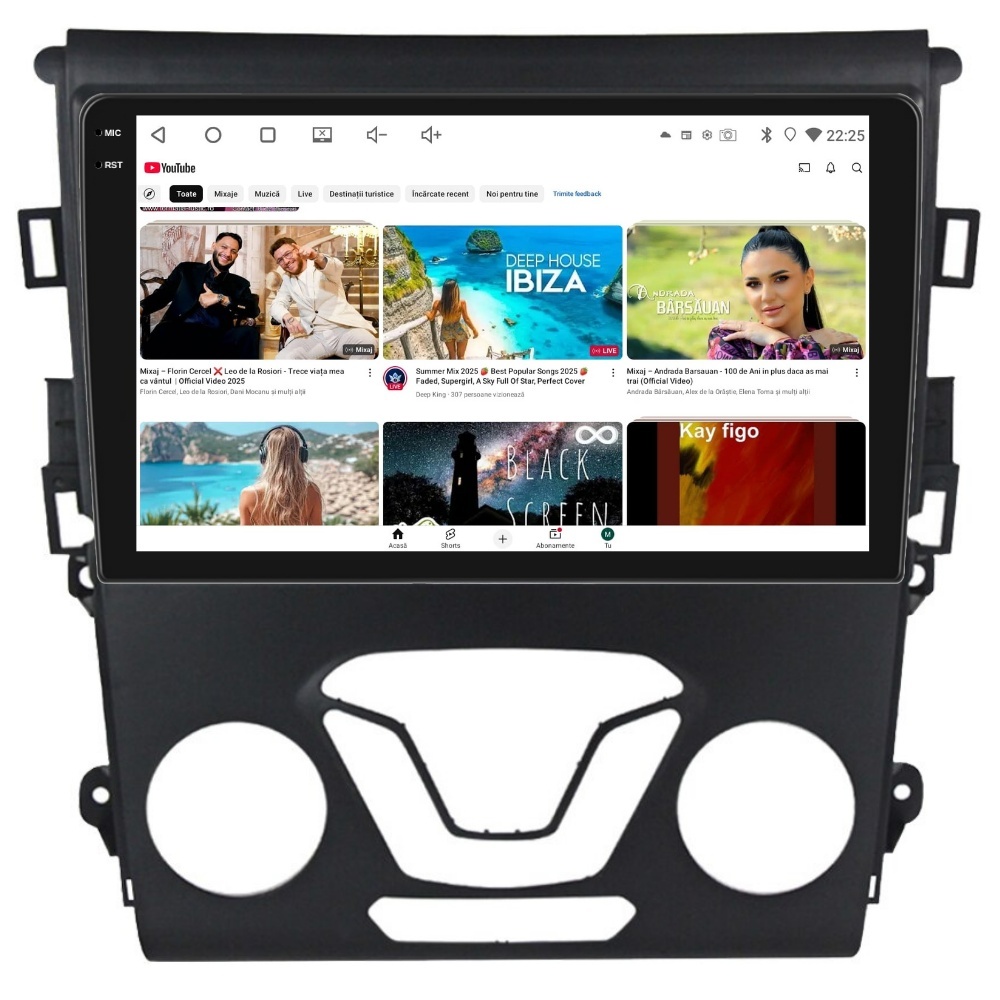 MIC
22:25
RST
YouTube
Toate
Mixaje
Muzică
Live
Destinații turistice
Încărcate recent
Noi pentru tine
Trimite feedback
DEEP HOUSE
IBIZA
ANDRADA
BÂRSĂUAN
Mixaj
LIVE
Mixaj
Mixaj – Florin Cercel ❌ Leo de la Rosiori - Trece viața mea
ca vântul | Official Video 2025
Florin Cercel, Leo de la Rosiori, Dani Mocanu și mulți alții
LIVE
Summer Mix 2025 🍓 Best Popular Songs 2025 🍓
Faded, Supergirl, A Sky Full Of Star, Perfect Cover
Deep King · 307 persoane vizionează
Mixaj – Andrada Barsauan - 100 de Ani in plus daca as mai
trai (Official Video)
Andrada Bârsăuan, Alex de la Orăștie, Elena Toma și mulți alții
BLACK
SCREEN
Kay figo
Acasă
Shorts
Abonamente
M
Tu